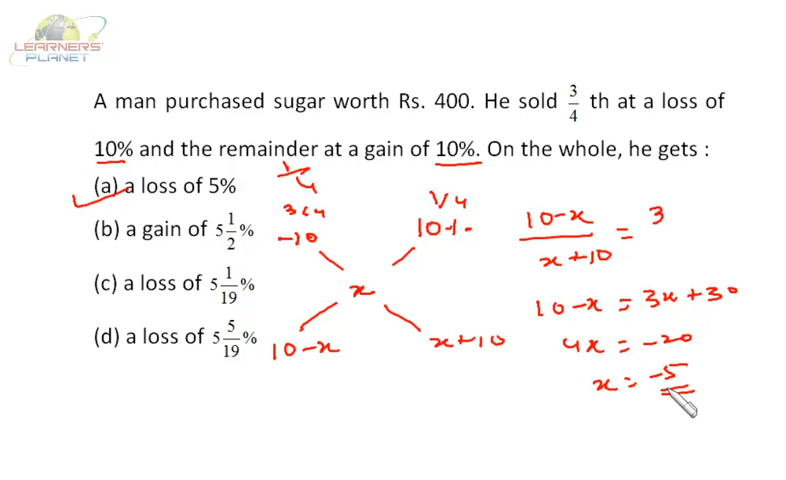 LEARNERS'
PLANET
A man purchased sugar worth Rs. 400. He sold 3/4 th at a loss of
10% and the remainder at a gain of 10%. On the whole, he gets :
(a) a loss of 5%
1/4
(b) a gain of 5 1/2 %
3/4
-10
1/4
10%
(c) a loss of 5 1/19 %
x
(d) a loss of 5 5/19 %
10-x
x+10
10-x / x+10 = 3
10-x = 3x+30
4x = -20
x = -5